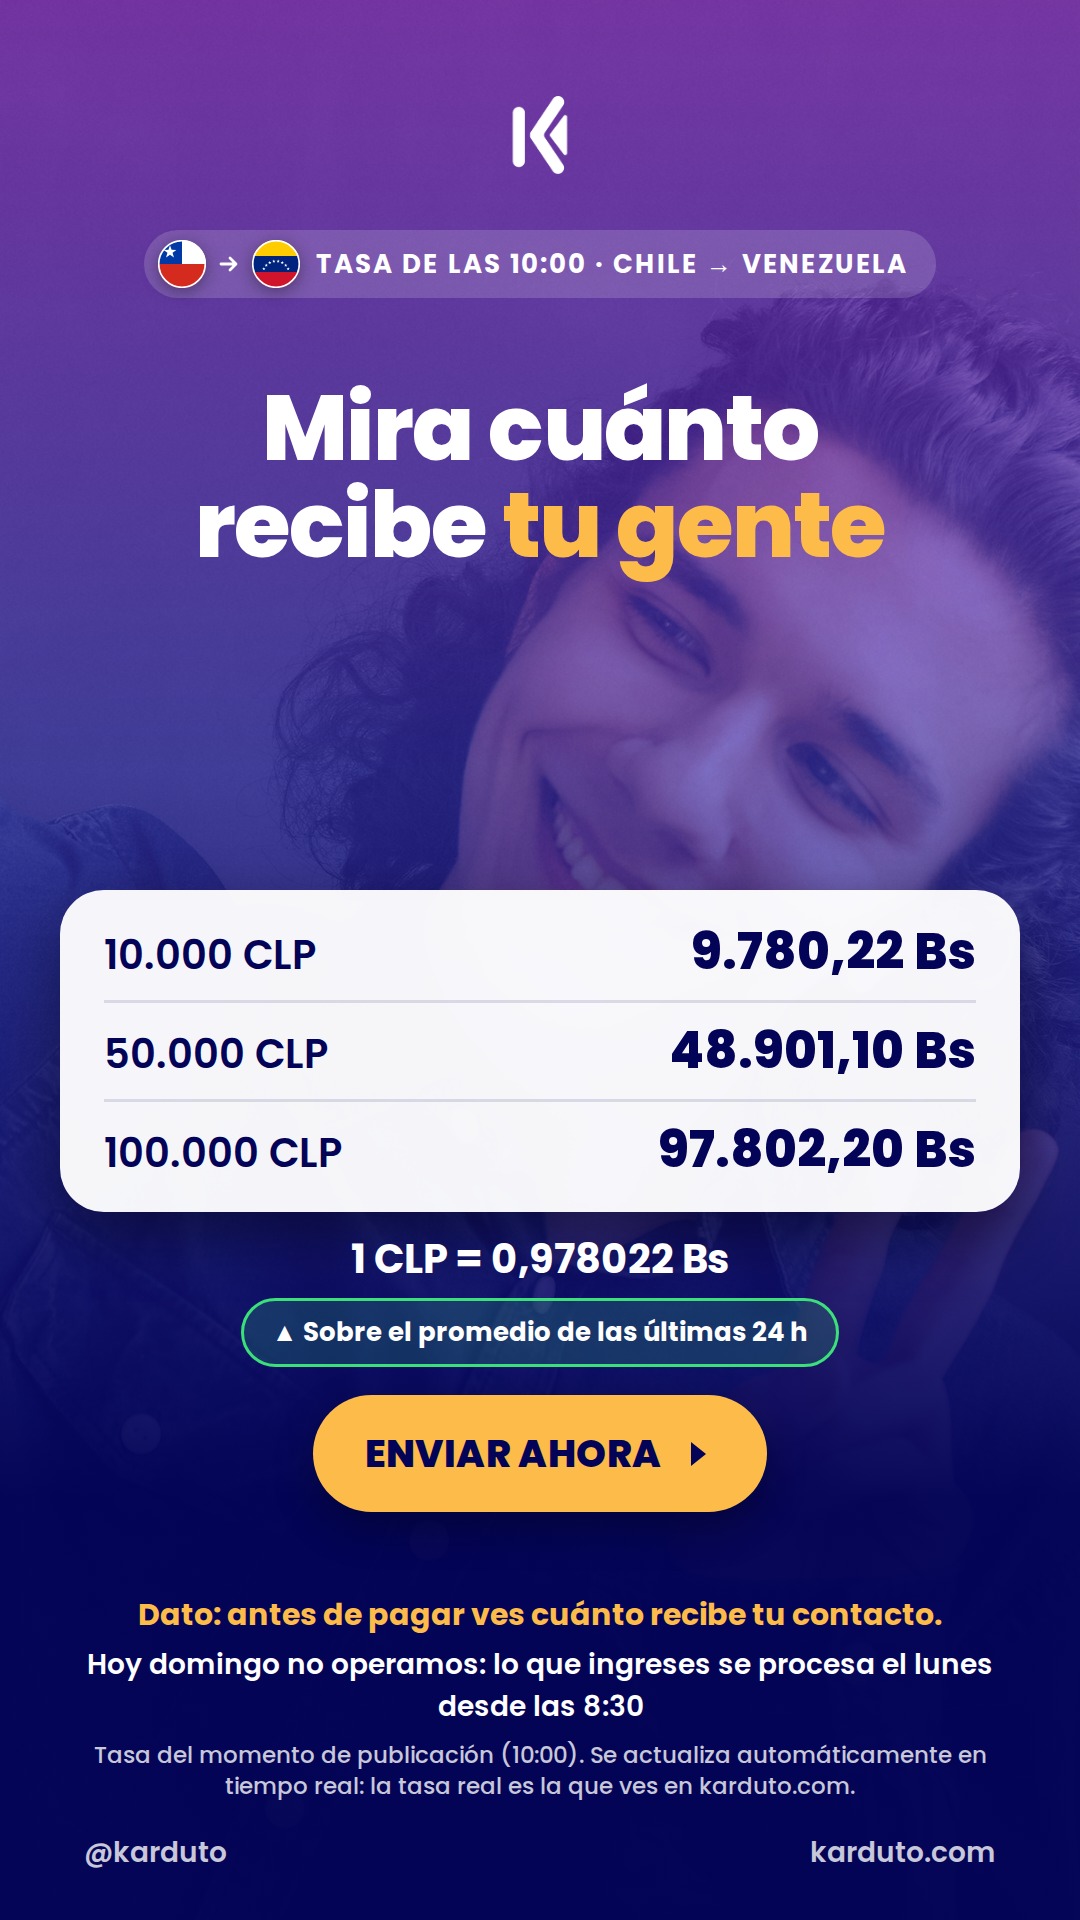 TASA DE LAS 10:00 · CHILE → VENEZUELA
Mira cuánto
recibe tu gente
10.000 CLP 9.780,22 Bs
50.000 CLP 48.901,10 Bs
100.000 CLP 97.802,20 Bs
1 CLP = 0,978022 Bs
▲ Sobre el promedio de las últimas 24 h
ENVIAR AHORA
Dato: antes de pagar ves cuánto recibe tu contacto.
Hoy domingo no operamos: lo que ingreses se procesa el lunes
desde las 8:30
Tasa del momento de publicación (10:00). Se actualiza automáticamente en
tiempo real: la tasa real es la que ves en karduto.com.
@karduto karduto.com